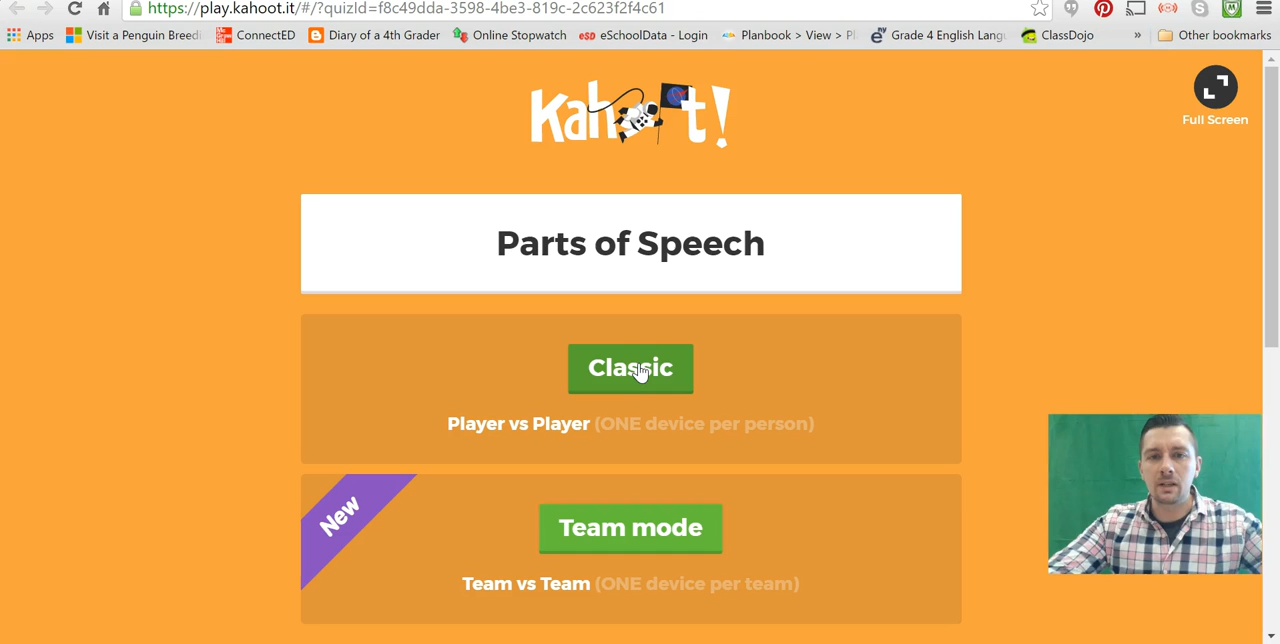 https://play.kahoot.it/#/?quizId=f8c49dda-3598-4be3-819c-2c623f2f4c61
Apps Visit a Penguin Breedi ConnectED Diary of a 4th Grader Online Stopwatch eSchoolData - Login Planbook > View > Pl Grade 4 English Langu ClassDojo » Other bookmarks
Kahoot!
Full Screen
Parts of Speech
Classic
Player vs Player (ONE device per person)
New
Team mode
Team vs Team (ONE device per team)